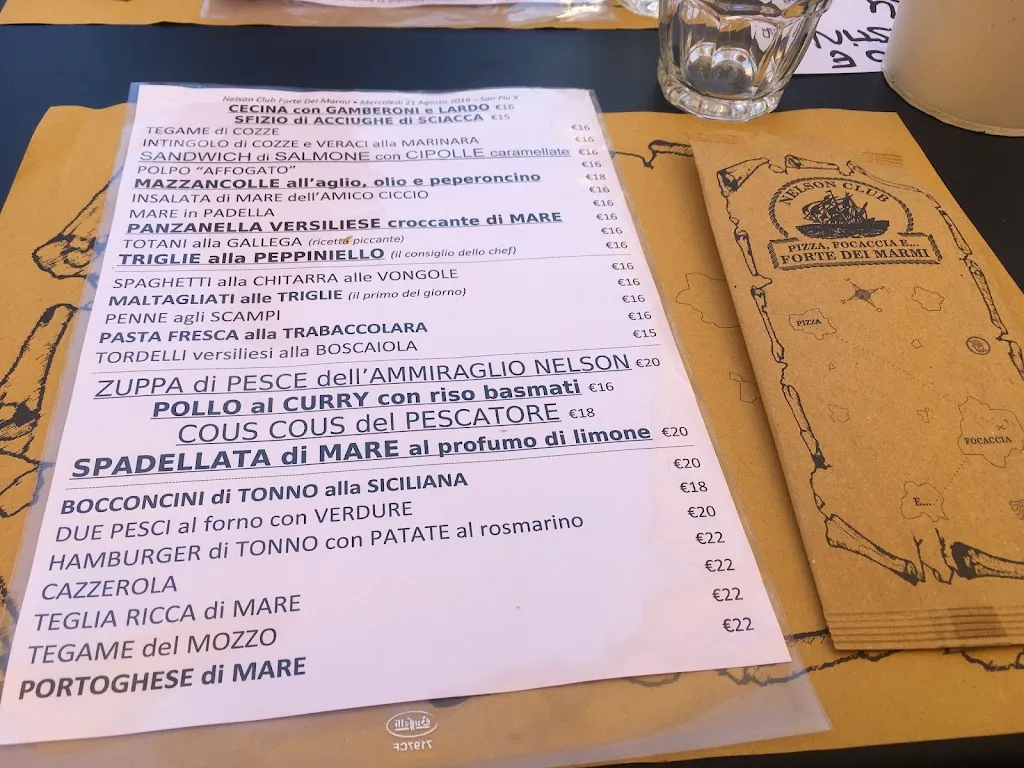 Nelson Club Forte Dei Marmi • Mercoledì 21 Agosto 2019 – San Pio X
CECINA con GAMBERONI e LARDO €16
SFIZIO di ACCIUGHE di SCIACCA €15
TEGAME di COZZE €16
INTINGOLO di COZZE e VERACI alla MARINARA €16
SANDWICH di SALMONE con CIPOLLE caramellate €16
POLPO “AFFOGATO” €16
MAZZANCOLLE all’aglio, olio e peperoncino €18
INSALATA di MARE dell’AMICO CICCIO €16
MARE in PADELLA €16
PANZANELLA VERSILIESE croccante di MARE €16
TOTANI alla GALLEGA (ricetta piccante) €16
TRIGLIE alla PEPPINIELLO (il consiglio dello chef) €16
SPAGHETTI alla CHITARRA alle VONGOLE €16
MALTAGLIATI alle TRIGLIE (il primo del giorno) €16
PENNE agli SCAMPI €16
PASTA FRESCA alla TRABACCOLARA €16
TORDELLI versiliesi alla BOSCAIOLA €15
ZUPPA di PESCE dell’AMMIRAGLIO NELSON €20
POLLO al CURRY con riso basmati €16
COUS COUS del PESCATORE €18
SPADELLATA di MARE al profumo di limone €20
BOCCONCINI di TONNO alla SICILIANA €20
DUE PESCI al forno con VERDURE €18
HAMBURGER di TONNO con PATATE al rosmarino €20
CAZZEROLA €22
TEGLIA RICCA di MARE €22
TEGAME del MOZZO €22
PORTOGHESE di MARE €22
Buffetti
7197CF
NELSON CLUB
PIZZA, FOCACCIA E...
FORTE DEI MARMI
PIZZA
FOCACCIA
E...